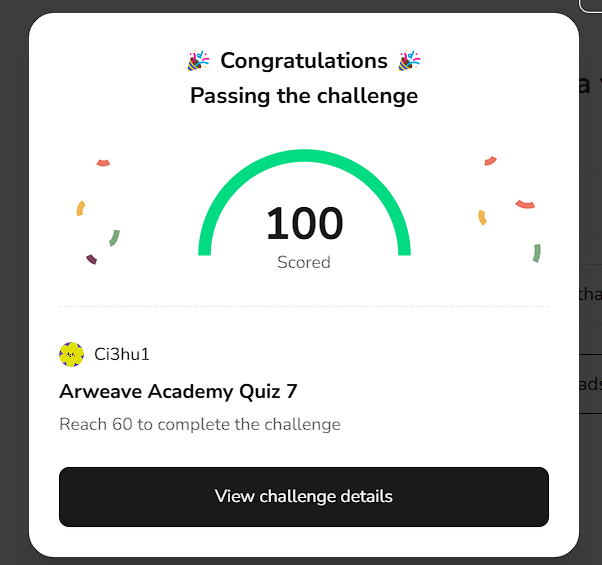 🎉 Congratulations 🎉
Passing the challenge
100
Scored
Ci3hu1
Arweave Academy Quiz 7
Reach 60 to complete the challenge
View challenge details